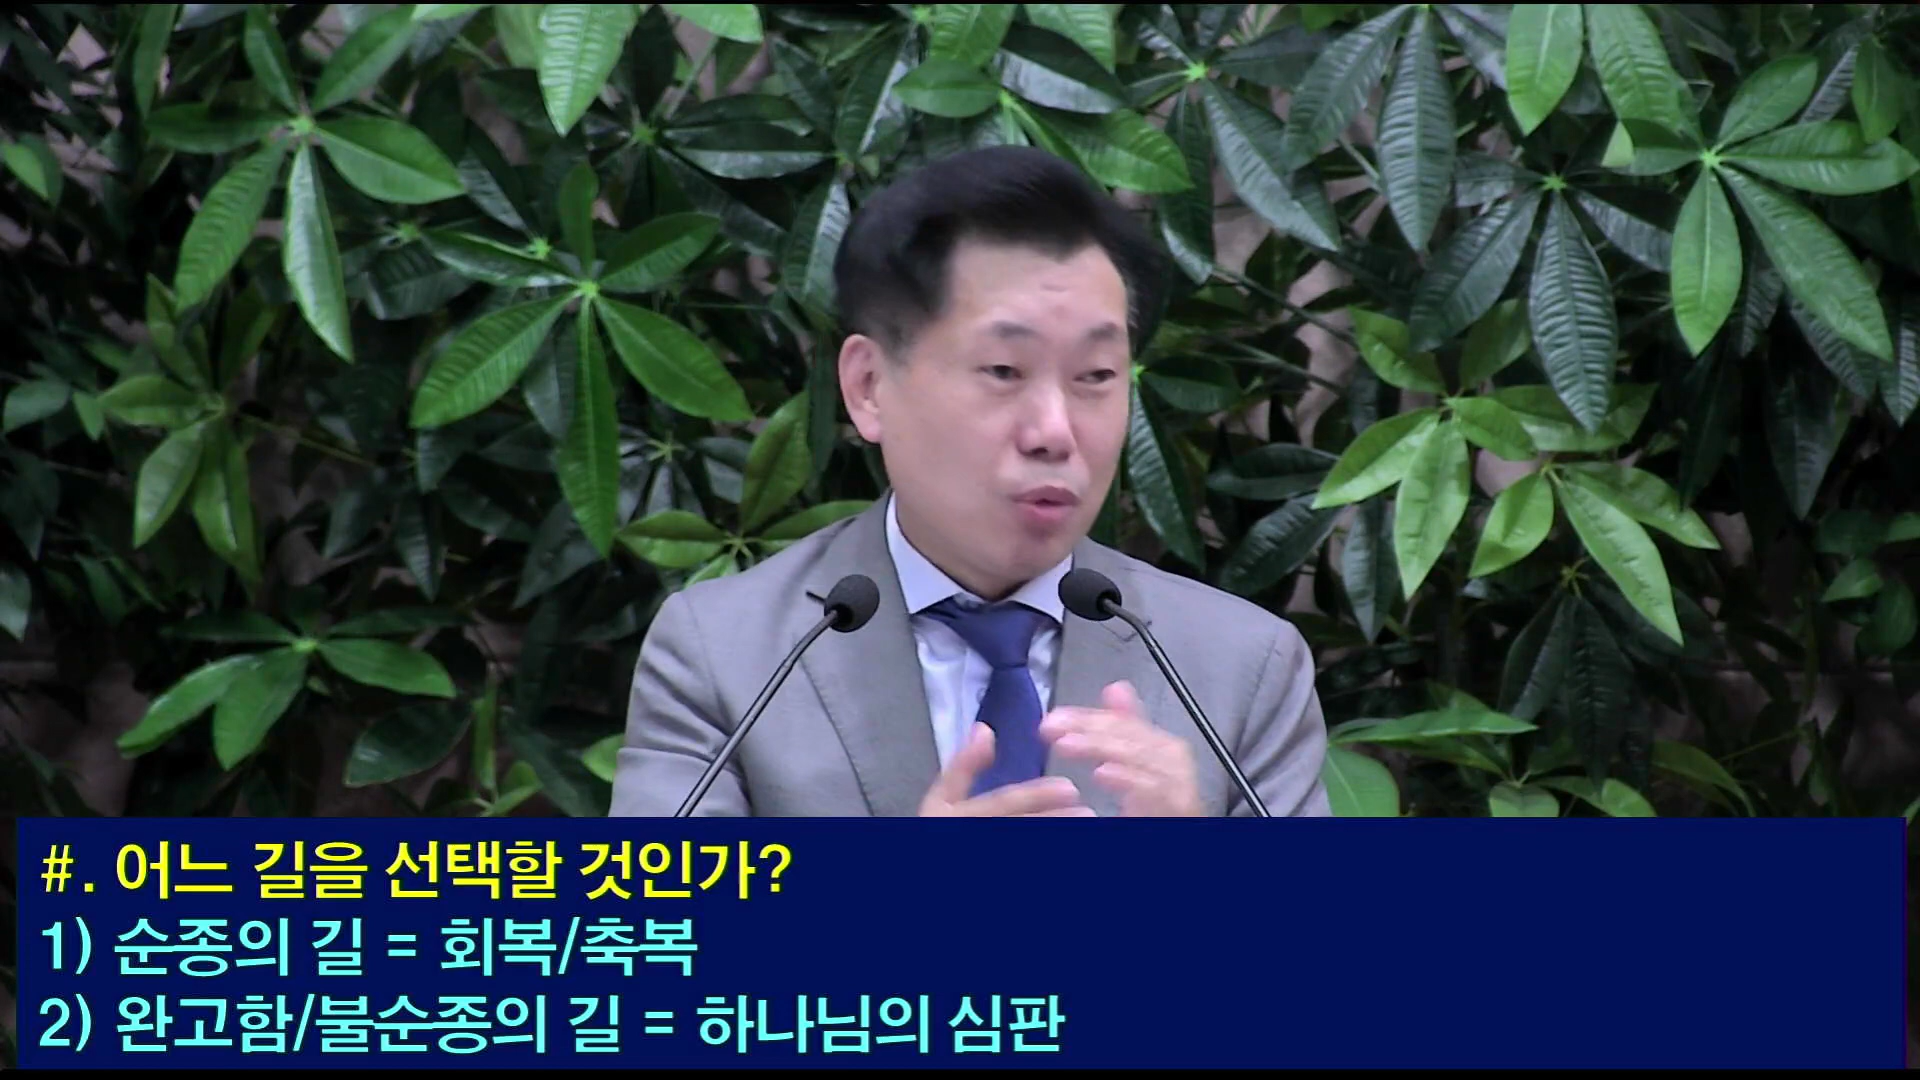 #. 어느 길을 선택할 것인가?
1) 순종의 길 = 회복/축복
2) 완고함/불순종의 길 = 하나님의 심판